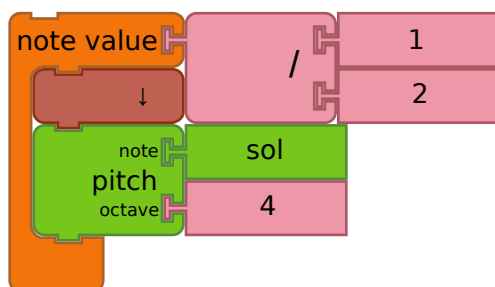 note value / 1
↓ 2
note sol
pitch
octave 4